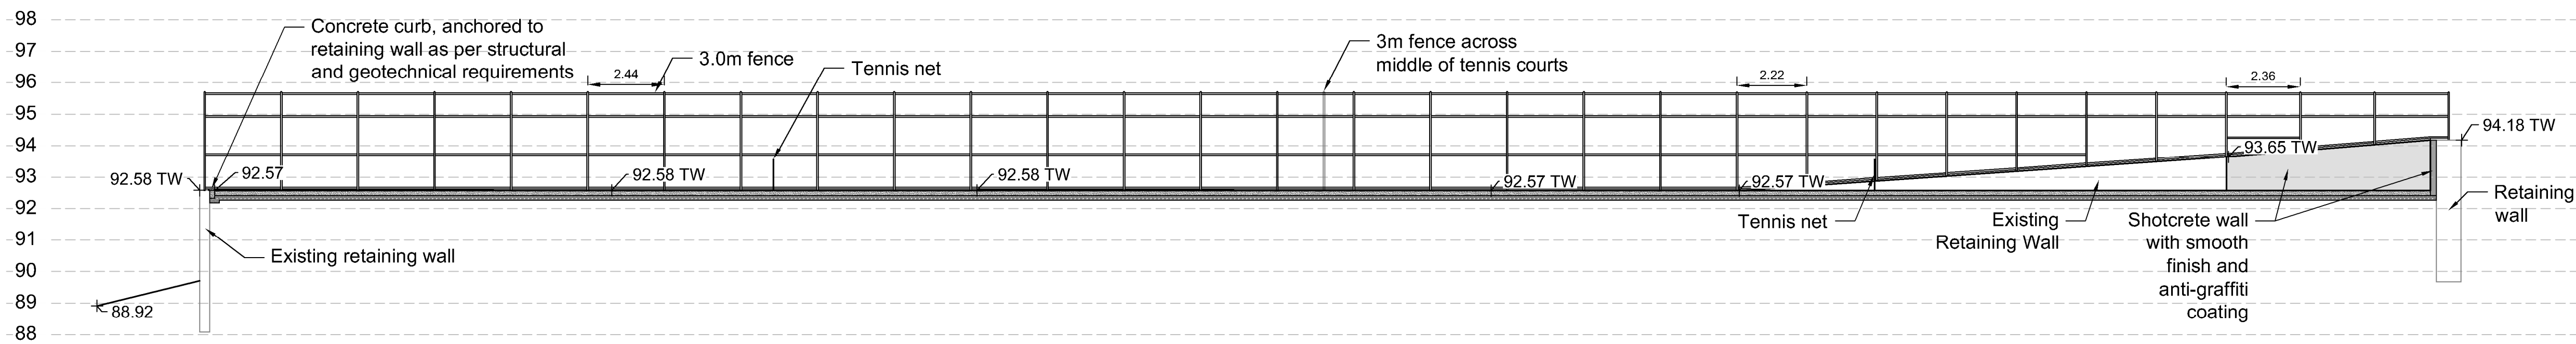 98
97
96
95
94
93
92
91
90
89
88
Concrete curb, anchored to
retaining wall as per structural
and geotechnical requirements
2.44
3.0m fence
Tennis net
3m fence across
middle of tennis courts
2.22
2.36
94.18 TW
93.65 TW
92.58 TW
92.57
92.58 TW
92.58 TW
92.57 TW
92.57 TW
Existing retaining wall
88.92
Tennis net
Existing
Retaining Wall
Shotcrete wall
with smooth
finish and
anti-graffiti
coating
Retaining
wall